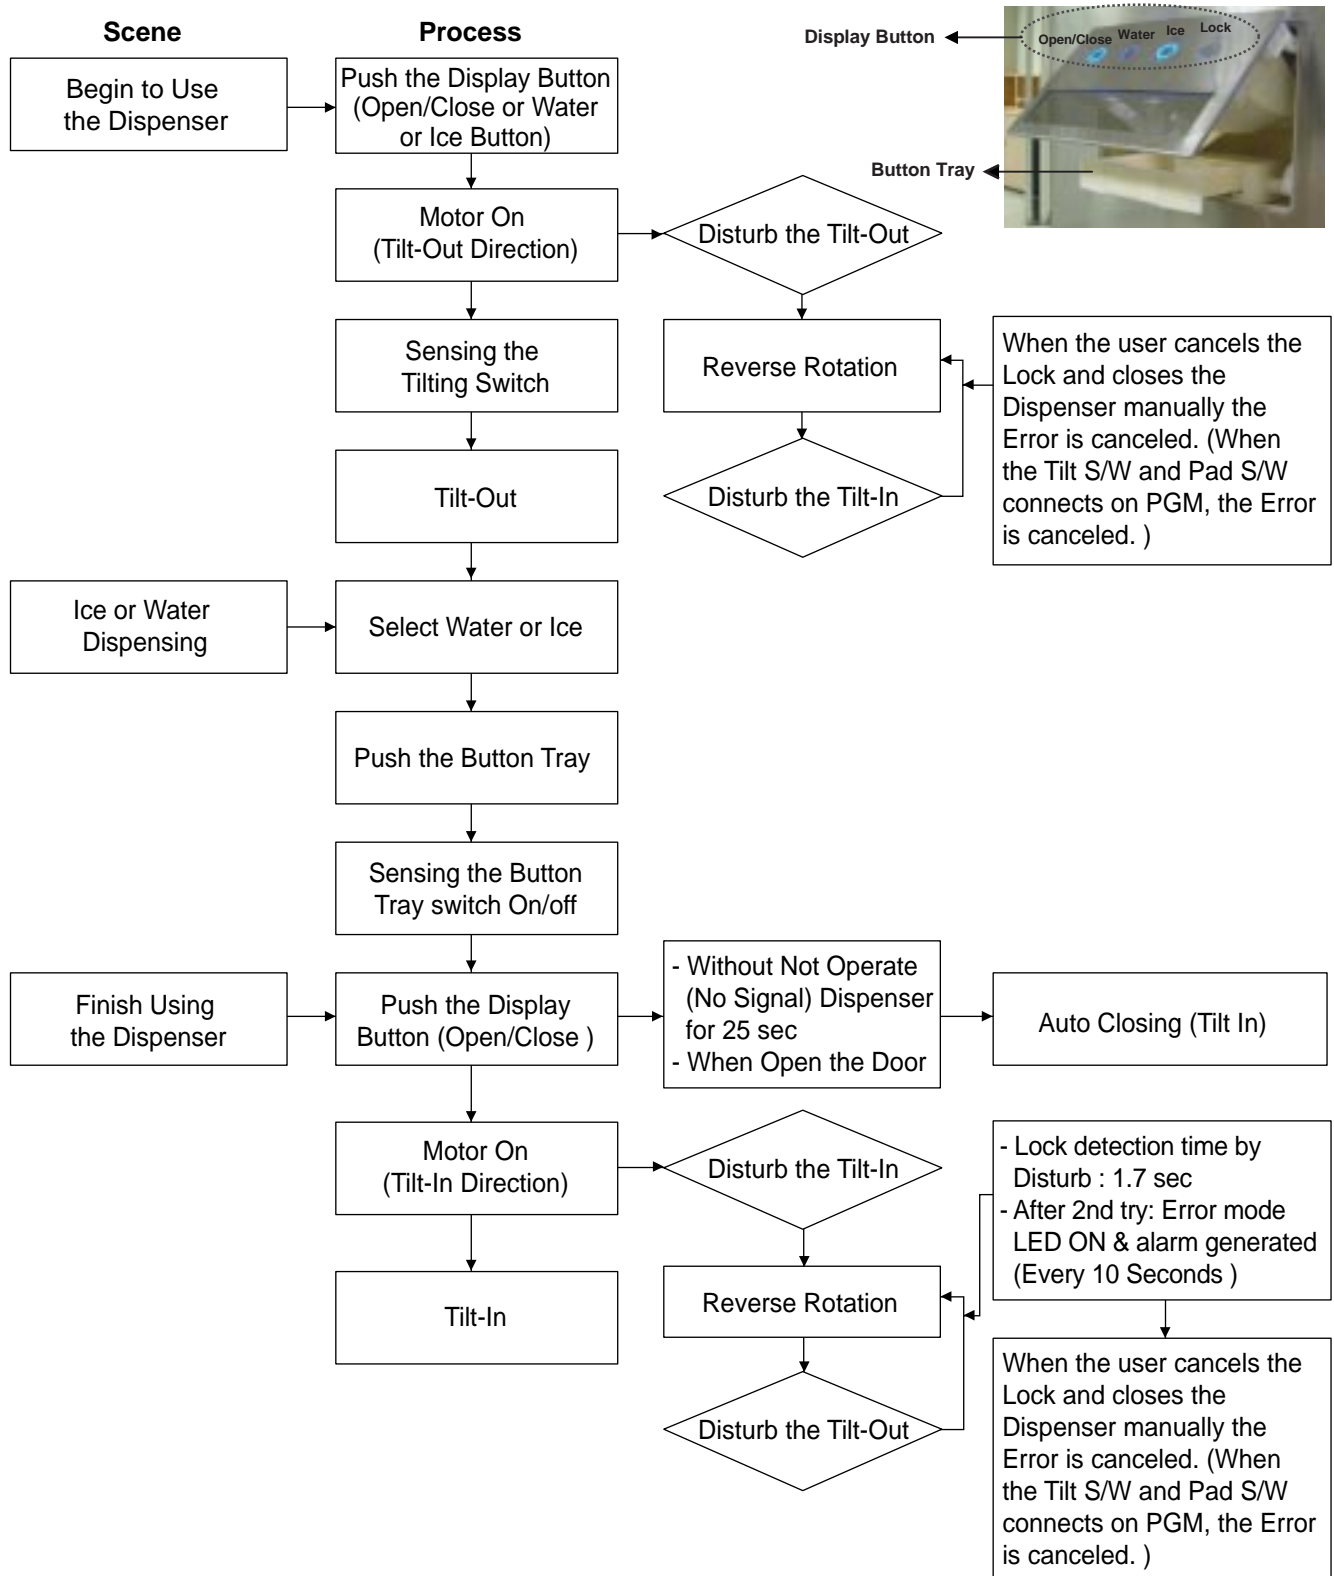 Scene
Process
Display Button
Open/Close Water Ice Lock
Button Tray
Begin to Use
the Dispenser
Push the Display Button
(Open/Close or Water
or Ice Button)
Motor On
(Tilt-Out Direction)
Disturb the Tilt-Out
Sensing the
Tilting Switch
Reverse Rotation
When the user cancels the
Lock and closes the
Dispenser manually the
Error is canceled. (When
the Tilt S/W and Pad S/W
connects on PGM, the Error
is canceled. )
Tilt-Out
Disturb the Tilt-In
Ice or Water
Dispensing
Select Water or Ice
Push the Button Tray
Sensing the Button
Tray switch On/off
Finish Using
the Dispenser
Push the Display
Button (Open/Close )
- Without Not Operate
(No Signal) Dispenser
for 25 sec
- When Open the Door
Auto Closing (Tilt In)
Motor On
(Tilt-In Direction)
Disturb the Tilt-In
- Lock detection time by
Disturb : 1.7 sec
- After 2nd try: Error mode
LED ON & alarm generated
(Every 10 Seconds )
Tilt-In
Reverse Rotation
Disturb the Tilt-Out
When the user cancels the
Lock and closes the
Dispenser manually the
Error is canceled. (When
the Tilt S/W and Pad S/W
connects on PGM, the Error
is canceled. )